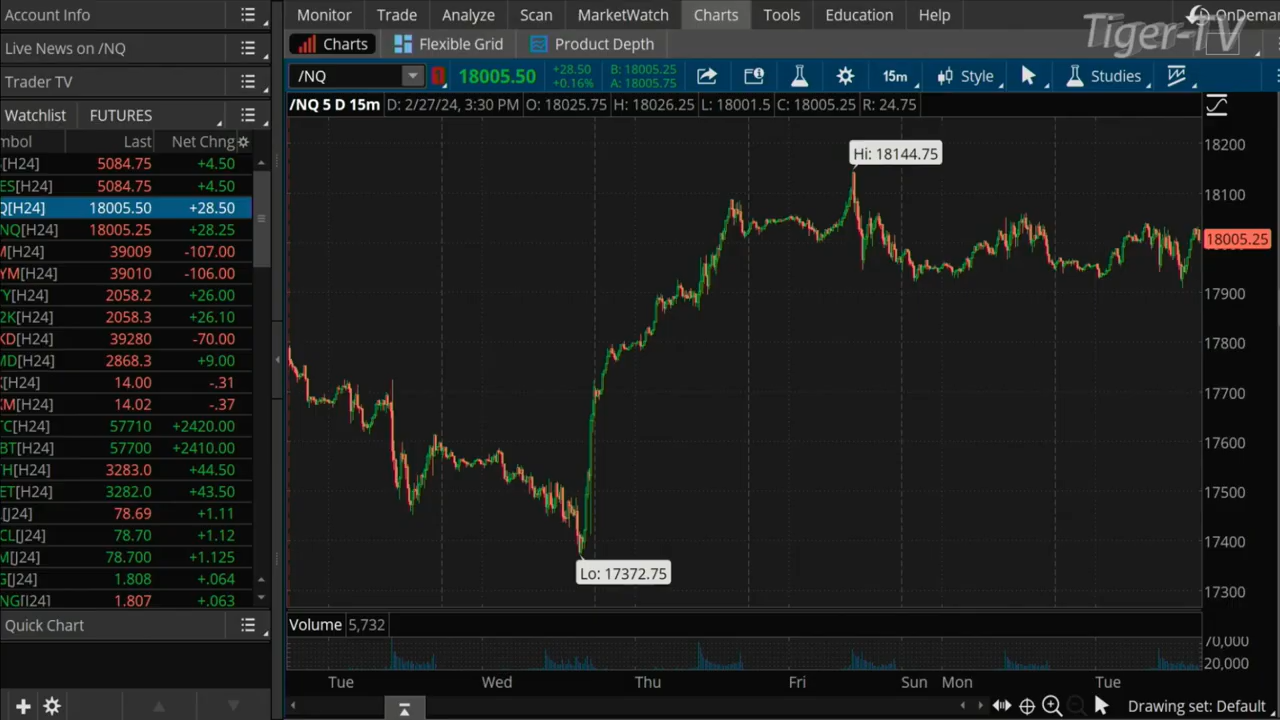 Account Info
Live News on /NQ
Trader TV
Watchlist FUTURES
mbol Last Net Chng
[H24] 5084.75 +4.50
ES[H24] 5084.75 +4.50
Q[H24] 18005.50 +28.50
NQ[H24] 18005.25 +28.25
M[H24] 39009 -107.00
YM[H24] 39010 -106.00
Y[H24] 2058.2 +26.00
2K[H24] 2058.3 +26.10
KD[H24] 39280 -70.00
MD[H24] 2868.3 +9.00
[H24] 14.00 -.31
XM[H24] 14.02 -.37
TC[H24] 57710 +2420.00
BT[H24] 57700 +2410.00
TH[H24] 3283.0 +44.50
ET[H24] 3282.0 +43.50
[J24] 78.69 +1.11
CL[J24] 78.70 +1.12
M[J24] 78.700 +1.125
G[J24] 1.808 +.064
NG[J24] 1.807 +.063
Quick Chart
Monitor Trade Analyze Scan MarketWatch Charts Tools Education Help OnDeman
Tiger-TV
Charts Flexible Grid Product Depth
/NQ 1 18005.50 +28.50 B: 18005.25 15m Style Studies
+0.16% A: 18005.75
/NQ 5 D 15m D: 2/27/24, 3:30 PM O: 18025.75 H: 18026.25 L: 18001.5 C: 18005.25 R: 24.75
Hi: 18144.75
Lo: 17372.75
18200
18100
18005.25
17900
17800
17700
17600
17500
17400
17300
Volume 5,732
70,000
20,000
Tue Wed Thu Fri Sun Mon Tue
Drawing set: Default